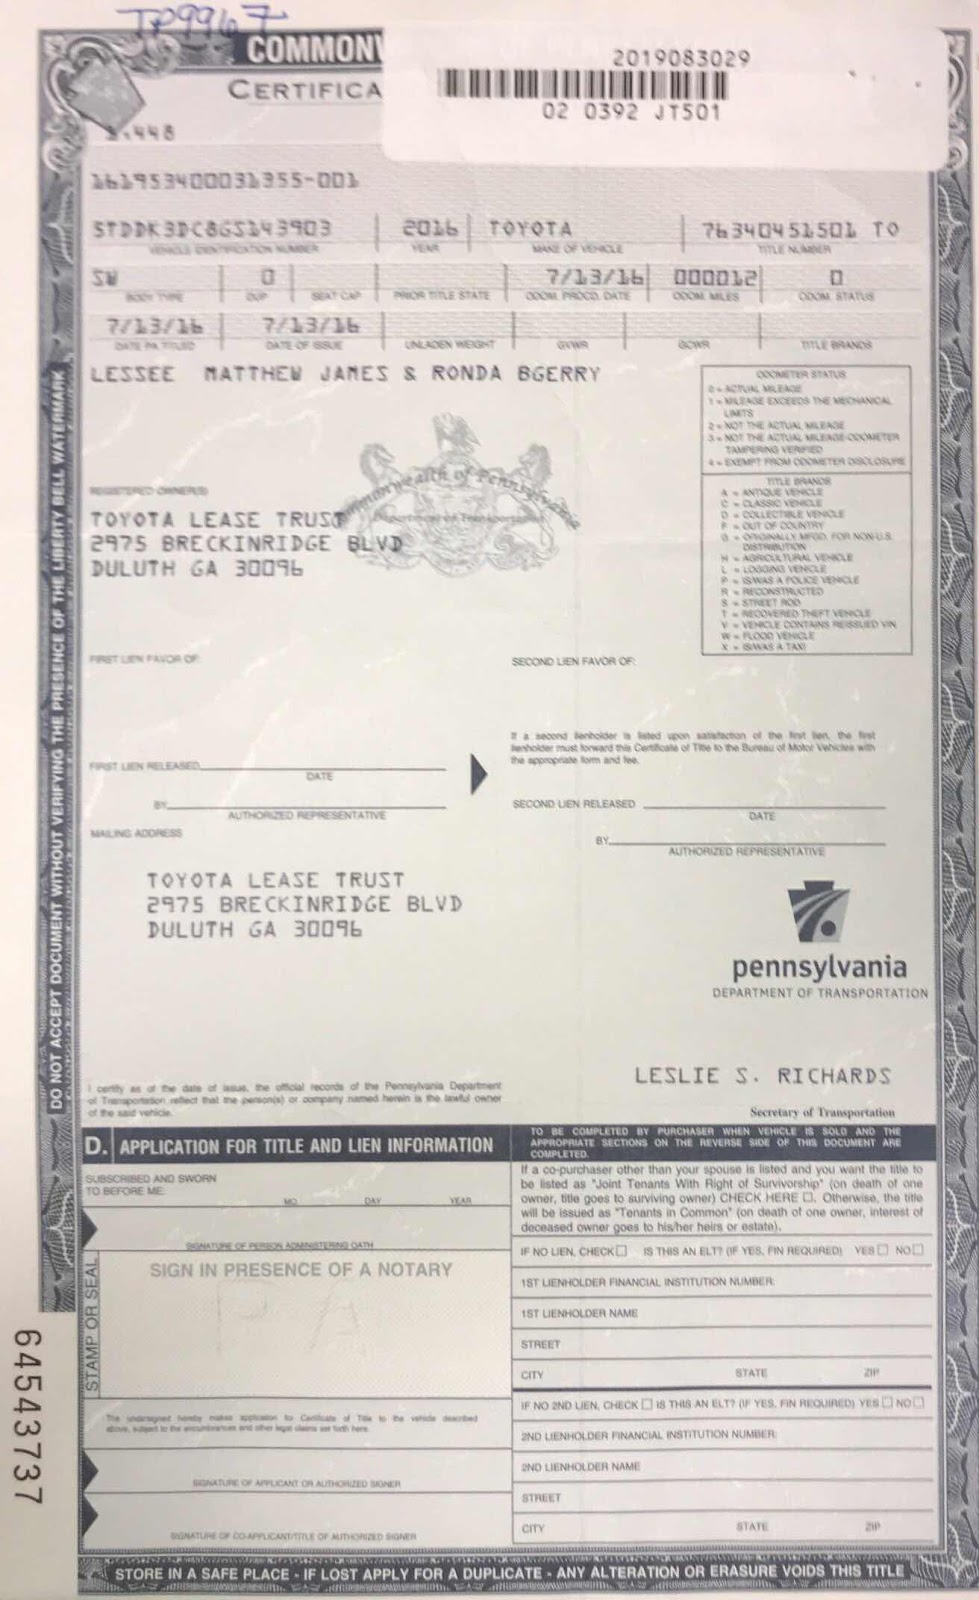 TP9967
COMMON
CERTIFICA
2019083029
02 0392 JT501
.448
161953400031355-001
5TDDK3DC8GS143903 2016 TOYOTA 76340451501 TO
VEHICLE IDENTIFICATION NUMBER YEAR MAKE OF VEHICLE TITLE NUMBER
SW 0 7/13/16 000012 0
BODY TYPE DUP SEAT CAP PRIOR TITLE STATE ODOM. PROCD. DATE ODOM. MILES ODOM. STATUS
7/13/16 7/13/16
DATE PA TITLED DATE OF ISSUE UNLADEN WEIGHT GVWR GCWR TITLE BRANDS
LESSEE MATTHEW JAMES & RONDA BGERRY
ODOMETER STATUS
0 = ACTUAL MILEAGE
1 = MILEAGE EXCEEDS THE MECHANICAL
LIMITS
2 = NOT THE ACTUAL MILEAGE
3 = NOT THE ACTUAL MILEAGE-ODOMETER
TAMPERING VERIFIED
4 = EXEMPT FROM ODOMETER DISCLOSURE
TITLE BRANDS
A = ANTIQUE VEHICLE
C = CLASSIC VEHICLE
D = COLLECTIBLE VEHICLE
F = OUT OF COUNTRY
G = ORIGINALLY MFGD. FOR NON-U.S.
DISTRIBUTION
H = AGRICULTURAL VEHICLE
L = LOGGING VEHICLE
P = IS/WAS A POLICE VEHICLE
R = RECONSTRUCTED
S = STREET ROD
T = RECOVERED THEFT VEHICLE
V = VEHICLE CONTAINS REISSUED VIN
W = FLOOD VEHICLE
X = IS/WAS A TAXI
Commonwealth of Pennsylvania
Department of Transportation
REGISTERED OWNER(S)
TOYOTA LEASE TRUST
2975 BRECKINRIDGE BLVD
DULUTH GA 30096
FIRST LIEN FAVOR OF:
SECOND LIEN FAVOR OF:
If a second lienholder is listed upon satisfaction of the first lien, the first
lienholder must forward this Certificate of Title to the Bureau of Motor Vehicles with
the appropriate form and fee.
FIRST LIEN RELEASED
DATE
BY
AUTHORIZED REPRESENTATIVE
SECOND LIEN RELEASED
DATE
BY
AUTHORIZED REPRESENTATIVE
MAILING ADDRESS
TOYOTA LEASE TRUST
2975 BRECKINRIDGE BLVD
DULUTH GA 30096
pennsylvania
DEPARTMENT OF TRANSPORTATION
I certify as of the date of issue, the official records of the Pennsylvania Department
of Transportation reflect that the person(s) or company named herein is the lawful owner
of the said vehicle.
LESLIE S. RICHARDS
Secretary of Transportation
D. APPLICATION FOR TITLE AND LIEN INFORMATION
TO BE COMPLETED BY PURCHASER WHEN VEHICLE IS SOLD AND THE
APPROPRIATE SECTIONS ON THE REVERSE SIDE OF THIS DOCUMENT ARE
COMPLETED.
SUBSCRIBED AND SWORN
TO BEFORE ME:
MO. DAY YEAR
SIGNATURE OF PERSON ADMINISTERING OATH
SIGN IN PRESENCE OF A NOTARY
PA
STAMP OR SEAL
The undersigned hereby makes application for Certificate of Title to the vehicle described
above, subject to the encumbrances and other legal claims set forth here.
SIGNATURE OF APPLICANT OR AUTHORIZED SIGNER
SIGNATURE OF CO-APPLICANT/TITLE OF AUTHORIZED SIGNER
If a co-purchaser other than your spouse is listed and you want the title to
be listed as "Joint Tenants With Right of Survivorship" (on death of one
owner, title goes to surviving owner) CHECK HERE ☐. Otherwise, the title
will be issued as "Tenants in Common" (on death of one owner, interest of
deceased owner goes to his/her heirs or estate).
IF NO LIEN, CHECK ☐ IS THIS AN ELT? (IF YES, FIN REQUIRED) YES ☐ NO ☐
1ST LIENHOLDER FINANCIAL INSTITUTION NUMBER:
1ST LIENHOLDER NAME
STREET
CITY STATE ZIP
IF NO 2ND LIEN, CHECK ☐ IS THIS AN ELT? (IF YES, FIN REQUIRED) YES ☐ NO ☐
2ND LIENHOLDER FINANCIAL INSTITUTION NUMBER:
2ND LIENHOLDER NAME
STREET
CITY STATE ZIP
STORE IN A SAFE PLACE - IF LOST APPLY FOR A DUPLICATE - ANY ALTERATION OR ERASURE VOIDS THIS TITLE
DO NOT ACCEPT DOCUMENT WITHOUT VERIFYING THE PRESENCE OF THE LIBERTY BELL WATERMARK
64543737